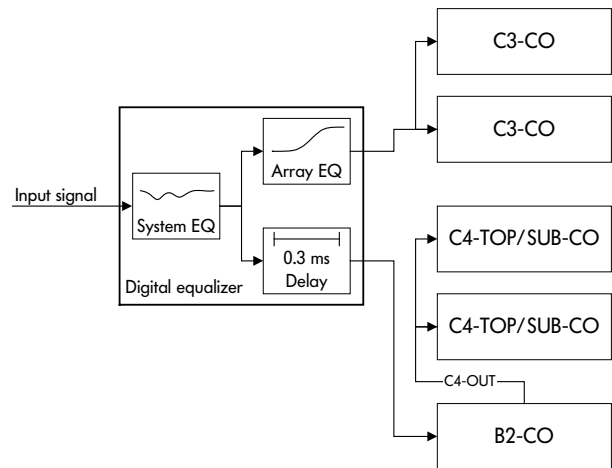 C3-CO
C3-CO
Array EQ
Input signal
System EQ
0.3 ms
Delay
Digital equalizer
C4-TOP/SUB-CO
C4-TOP/SUB-CO
C4-OUT
B2-CO